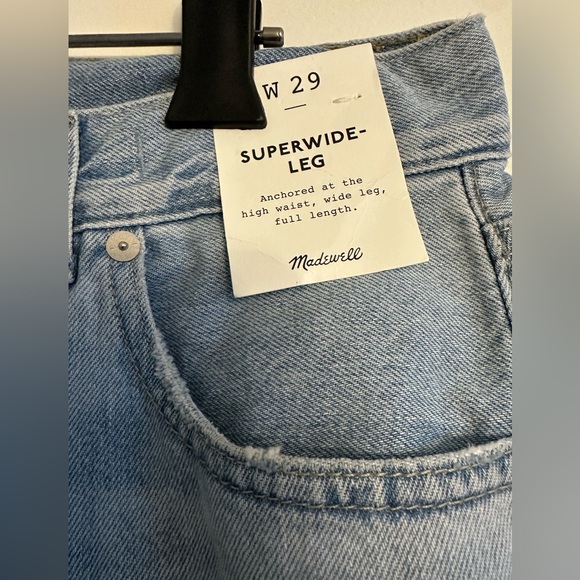 W 29
SUPERWIDE-
LEG
Anchored at the
high waist, wide leg,
full length.
Madewell